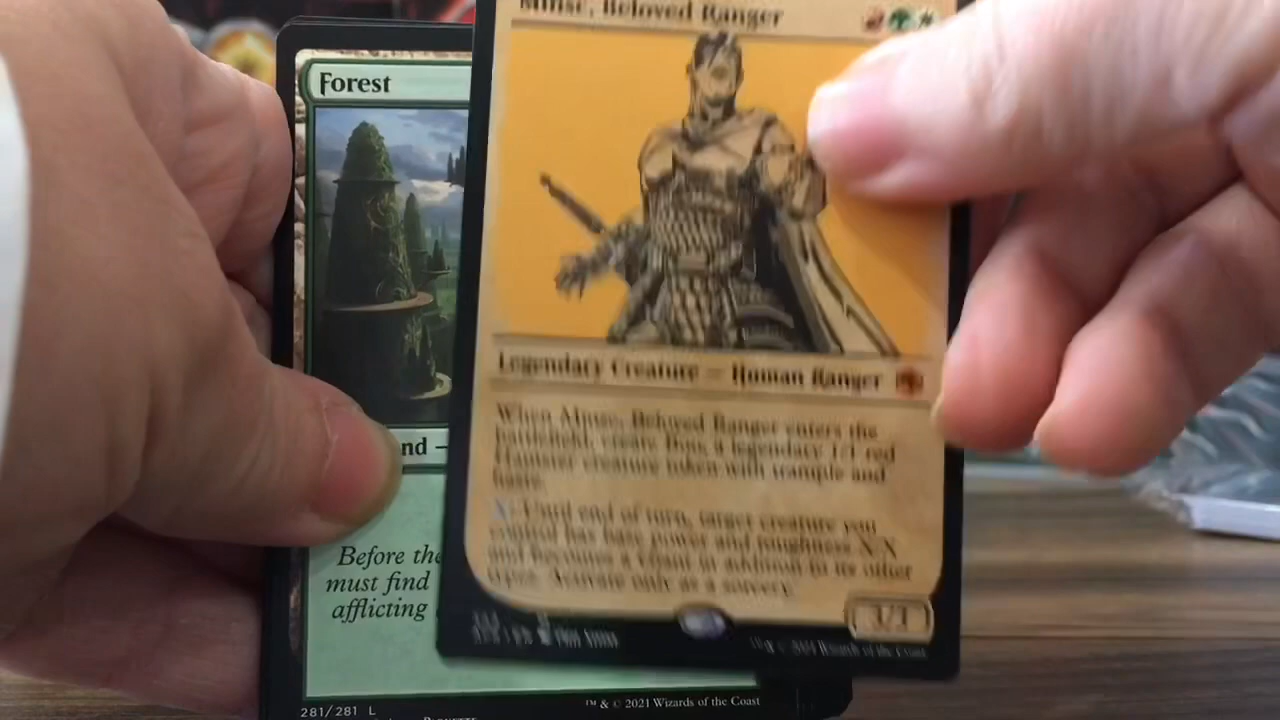 Minsc, Beloved Ranger
Forest
Legendary Creature — Human Ranger
When Minsc, Beloved Ranger enters the
battlefield, create Boo, a legendary 1/1 red
Hamster creature token with trample and
haste.
X: Until end of turn, target creature you
control has base power and toughness X/X
and becomes a Giant in addition to its other
types. Activate only as a sorcery.
3/3
© 2021 Wizards of the Coast
nd —
Before the
must find
afflicting
281/281 L
™ & © 2021 Wizards of the Coast